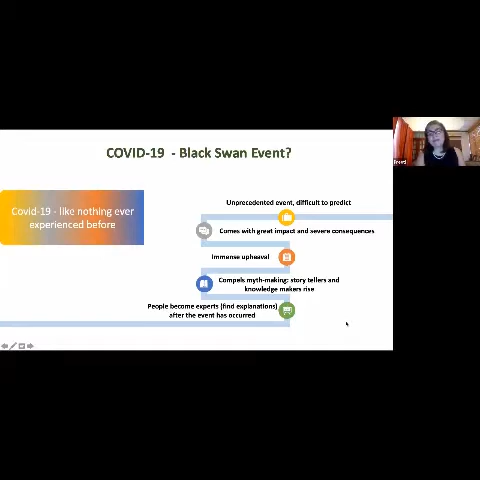 COVID-19 - Black Swan Event?
Covid-19 - like nothing ever
experienced before
Unprecedented event, difficult to predict
Comes with great impact and severe consequences
Immense upheaval
Compels myth-making: story tellers and
knowledge makers rise
People become experts (find explanations)
after the event has occurred